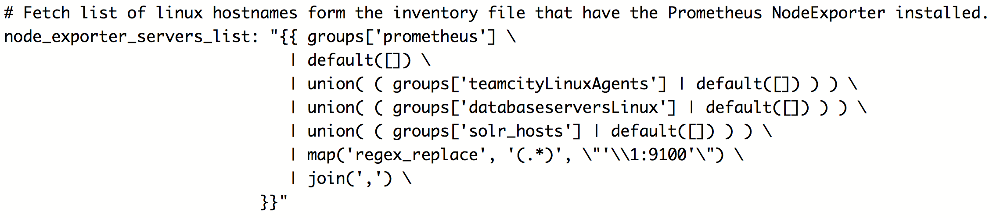 # Fetch list of linux hostnames form the inventory file that have the Prometheus NodeExporter installed.
node_exporter_servers_list: "{{ groups['prometheus'] \
                              | default([]) \
                              | union( ( groups['teamcityLinuxAgents'] | default([]) ) ) \
                              | union( ( groups['databaseserversLinux'] | default([]) ) ) \
                              | union( ( groups['solr_hosts'] | default([]) ) ) \
                              | map('regex_replace', '(.*)', \"'\\1:9100'\") \
                              | join(',') \
                           }}"